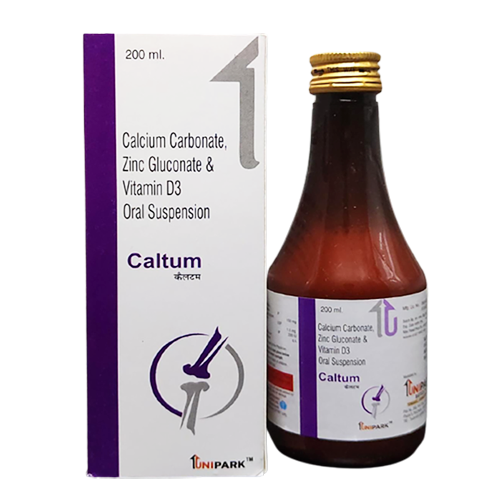 200 ml.
Calcium Carbonate,
Zinc Gluconate &
Vitamin D3
Oral Suspension
Caltum
कैलटम
UNIPARK™
200 ml.
Calcium Carbonate,
Zinc Gluconate &
Vitamin D3
Oral Suspension
Caltum
कैलटम
UNIPARK